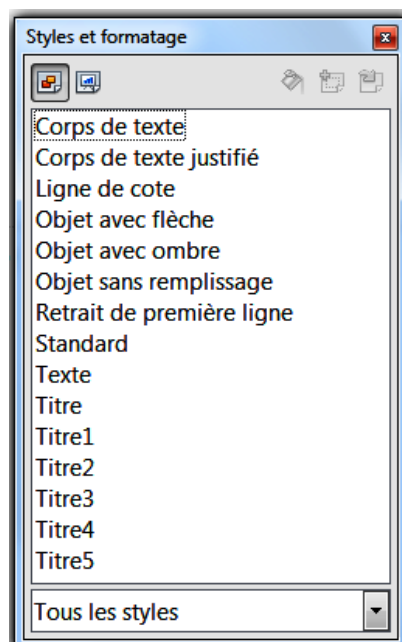 Styles et formatage
Corps de texte
Corps de texte justifié
Ligne de cote
Objet avec flèche
Objet avec ombre
Objet sans remplissage
Retrait de première ligne
Standard
Texte
Titre
Titre1
Titre2
Titre3
Titre4
Titre5
Tous les styles